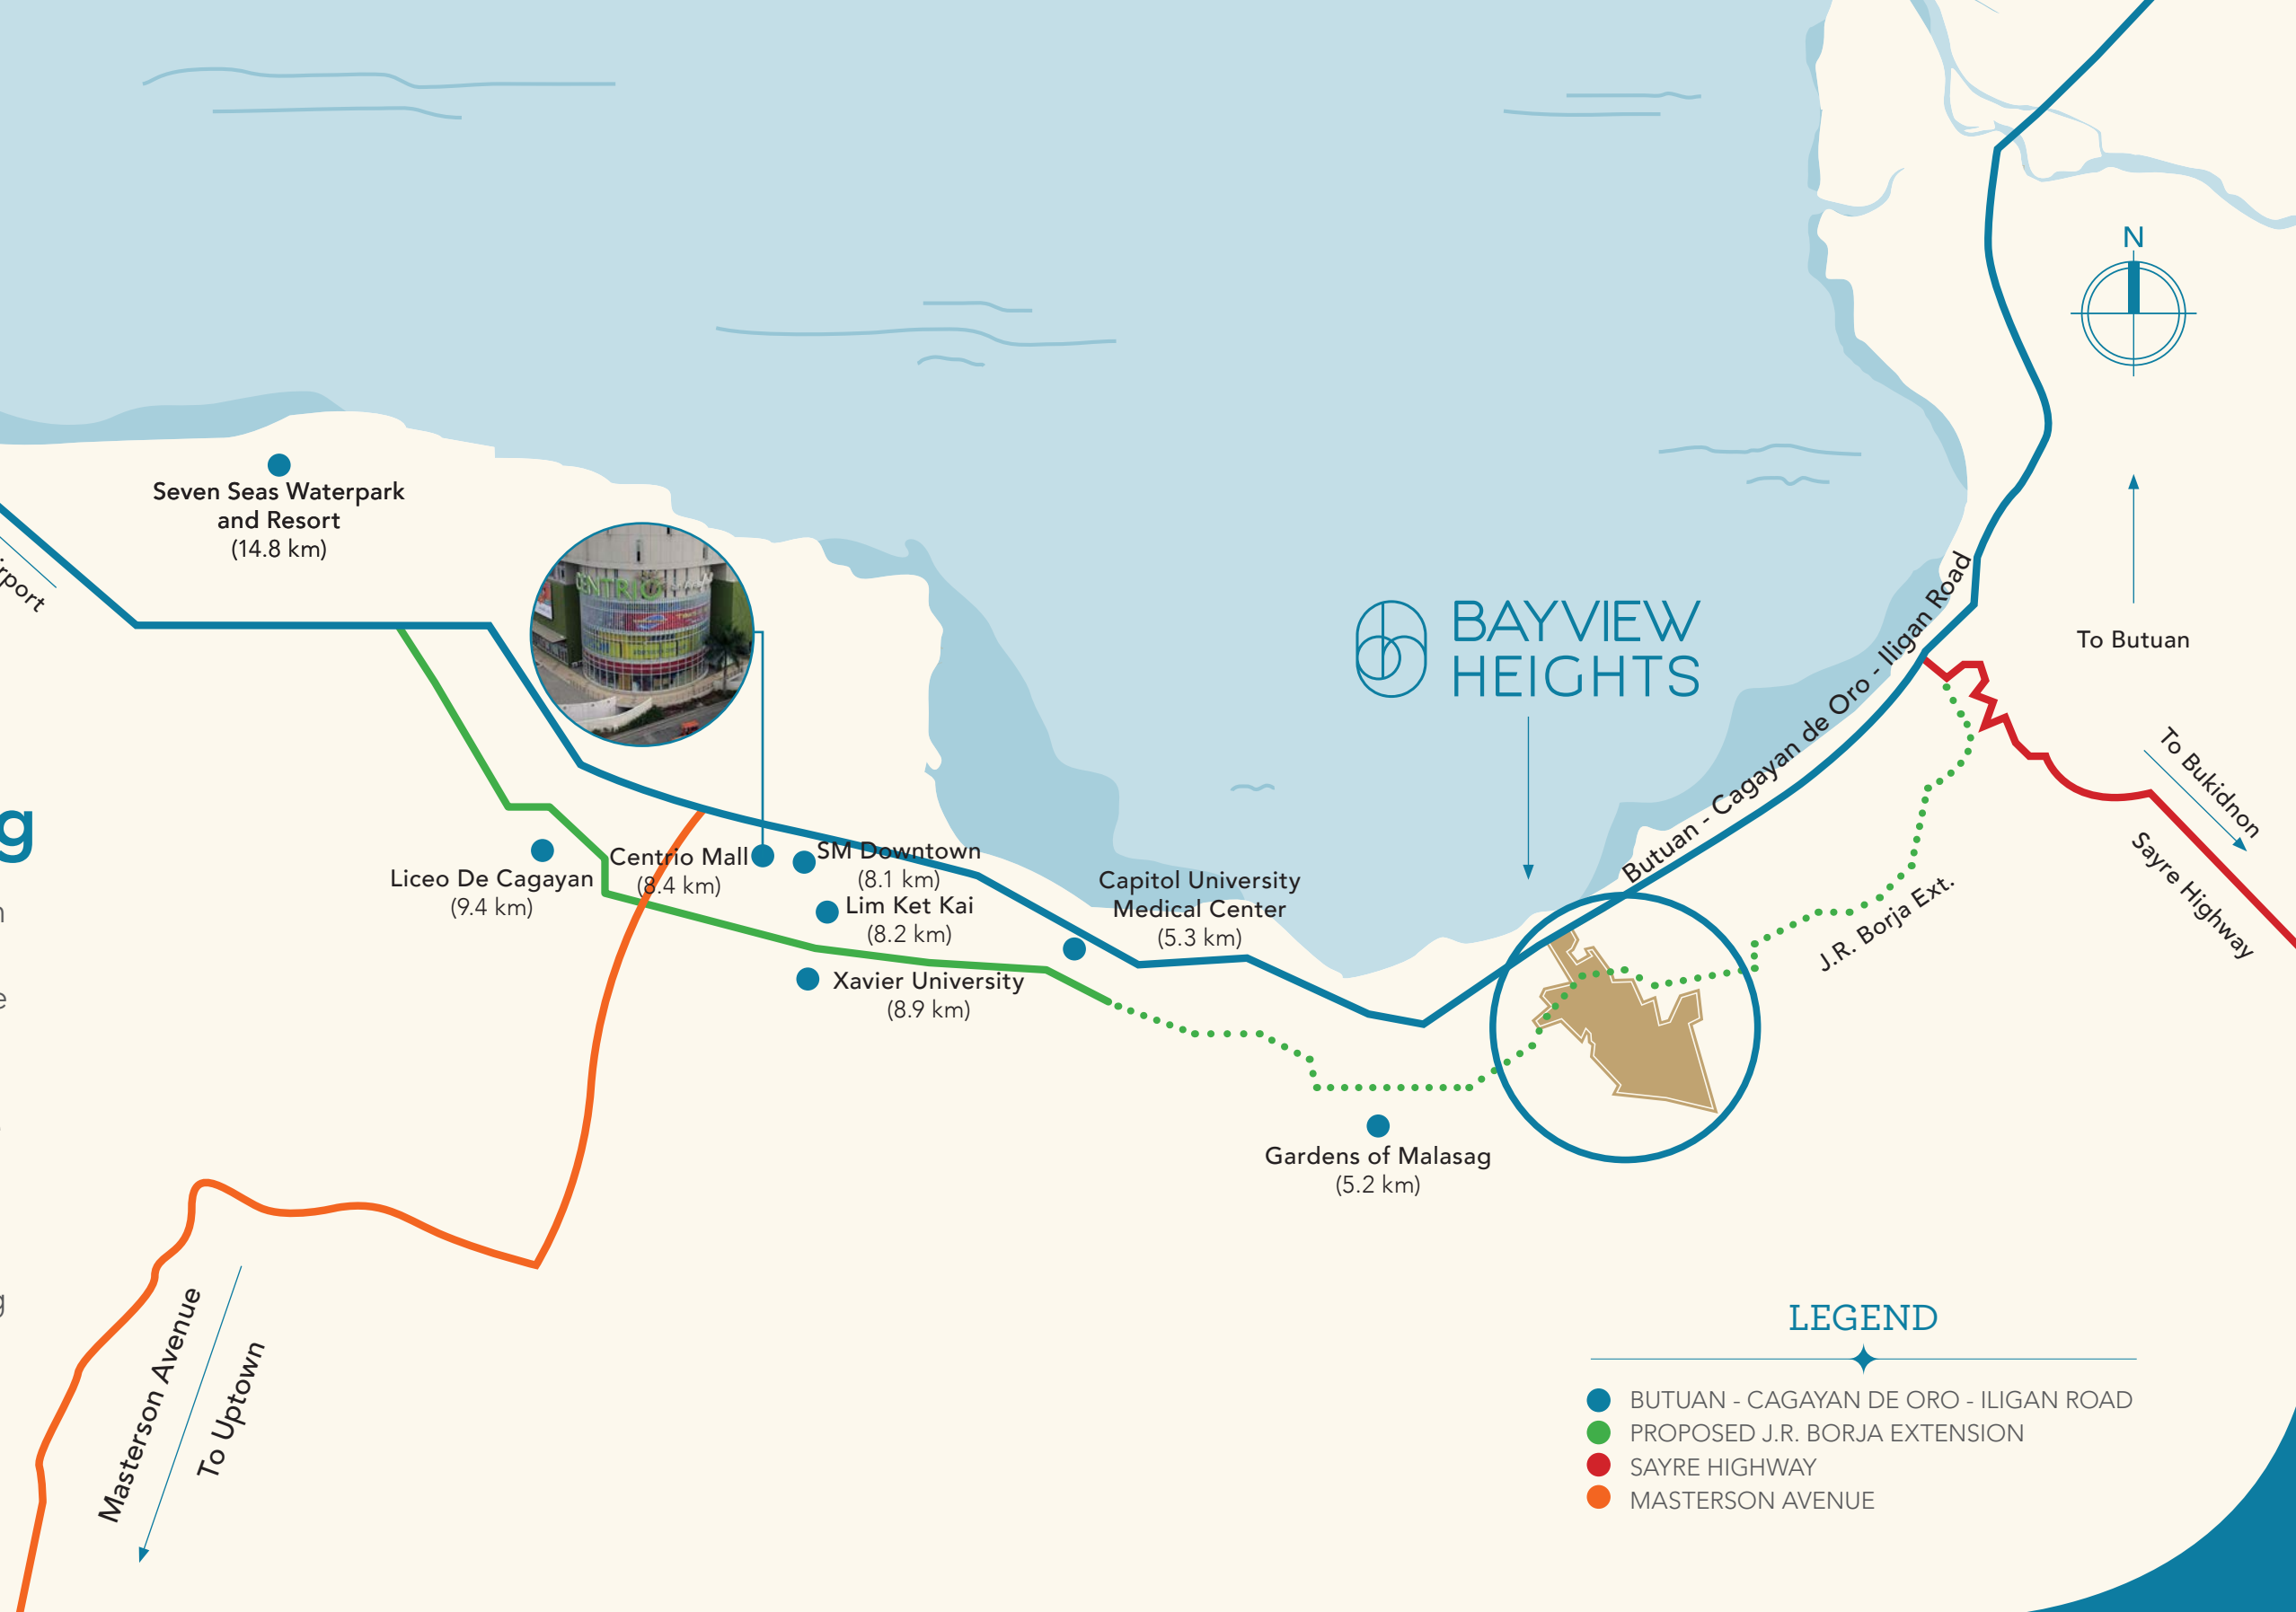 N
Seven Seas Waterpark
and Resort
(14.8 km)
CENTRIO
BAYVIEW
HEIGHTS
To Butuan
Butuan - Cagayan de Oro - Iligan Road
To Bukidnon
Sayre Highway
J.R. Borja Ext.
Centrio Mall
(8.4 km)
SM Downtown
(8.1 km)
Liceo De Cagayan
(9.4 km)
Lim Ket Kai
(8.2 km)
Capitol University
Medical Center
(5.3 km)
Xavier University
(8.9 km)
Gardens of Malasag
(5.2 km)
Masterson Avenue
To Uptown
LEGEND
BUTUAN - CAGAYAN DE ORO - ILIGAN ROAD
PROPOSED J.R. BORJA EXTENSION
SAYRE HIGHWAY
MASTERSON AVENUE